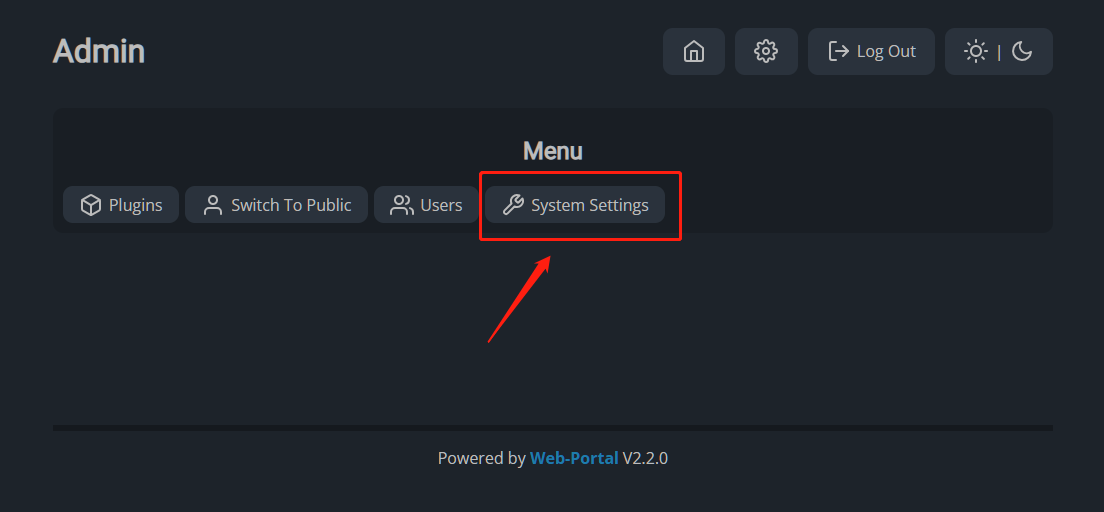 Admin
Log Out
|
Menu
Plugins
Switch To Public
Users
System Settings
Powered by Web-Portal V2.2.0